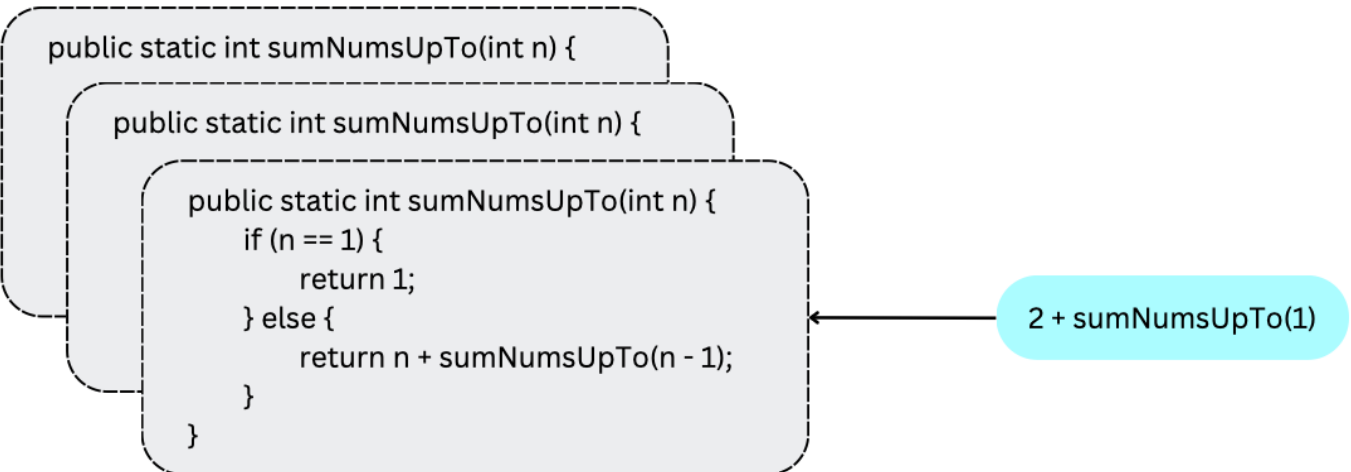 public static int sumNumsUpTo(int n) {
public static int sumNumsUpTo(int n) {
public static int sumNumsUpTo(int n) {
if (n == 1) {
return 1;
} else {
return n + sumNumsUpTo(n - 1);
}
}
2 + sumNumsUpTo(1)